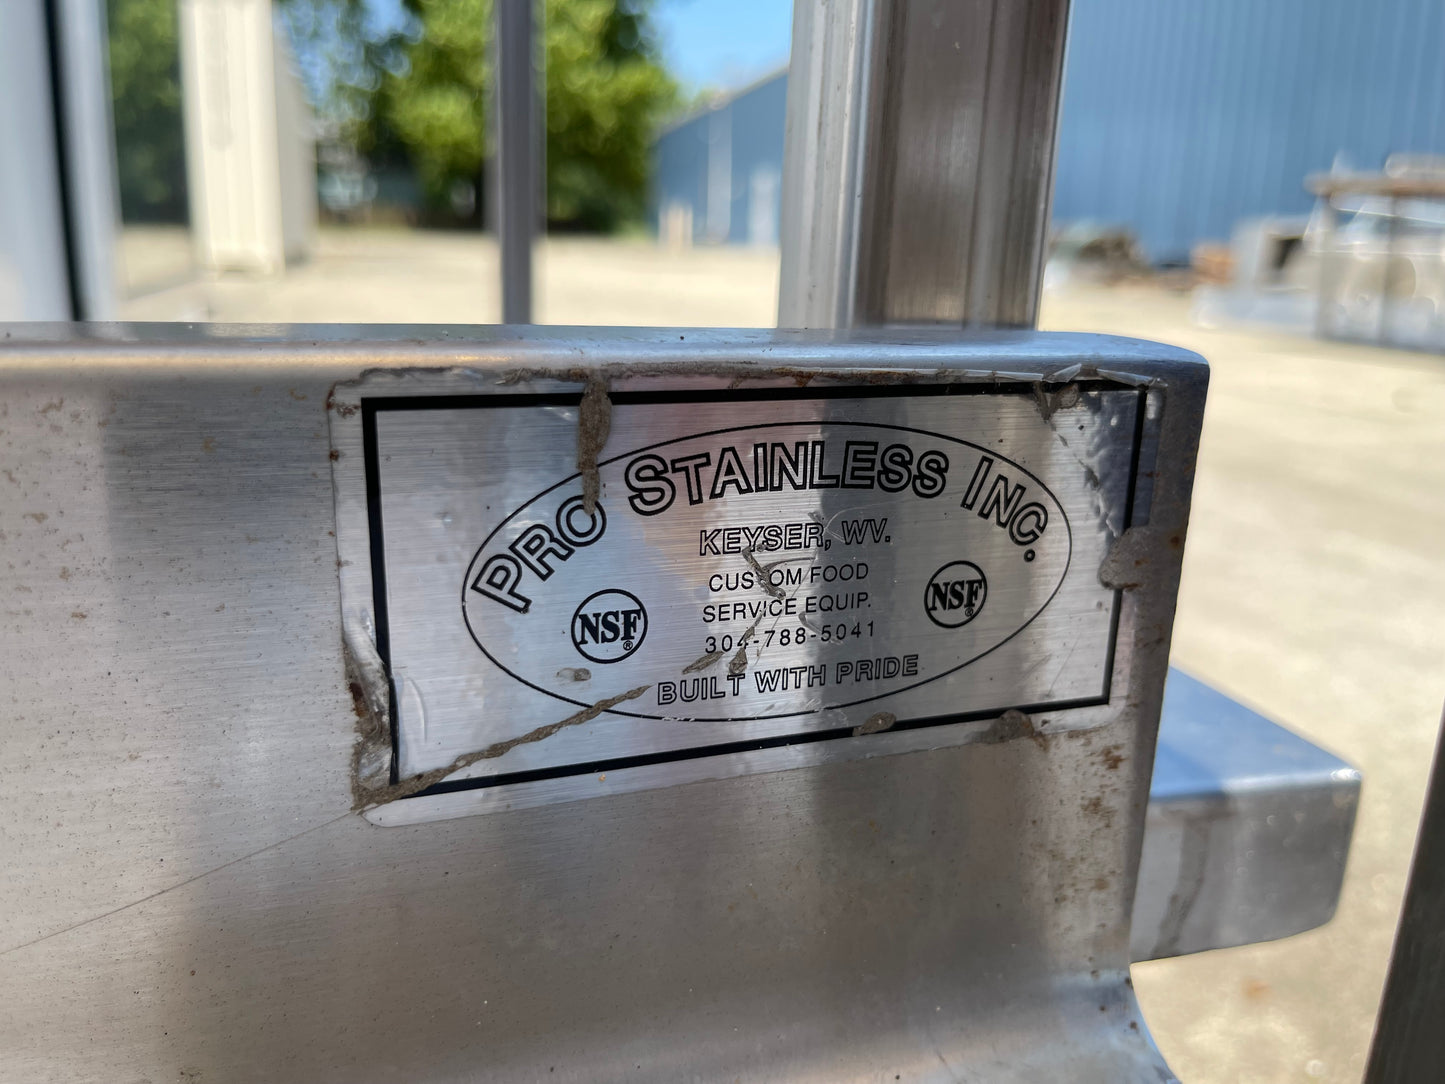 PRO STAINLESS INC.
KEYSER, WV.
CUSTOM FOOD
SERVICE EQUIP.
NSF® NSF®
304-788-5041
BUILT WITH PRIDE